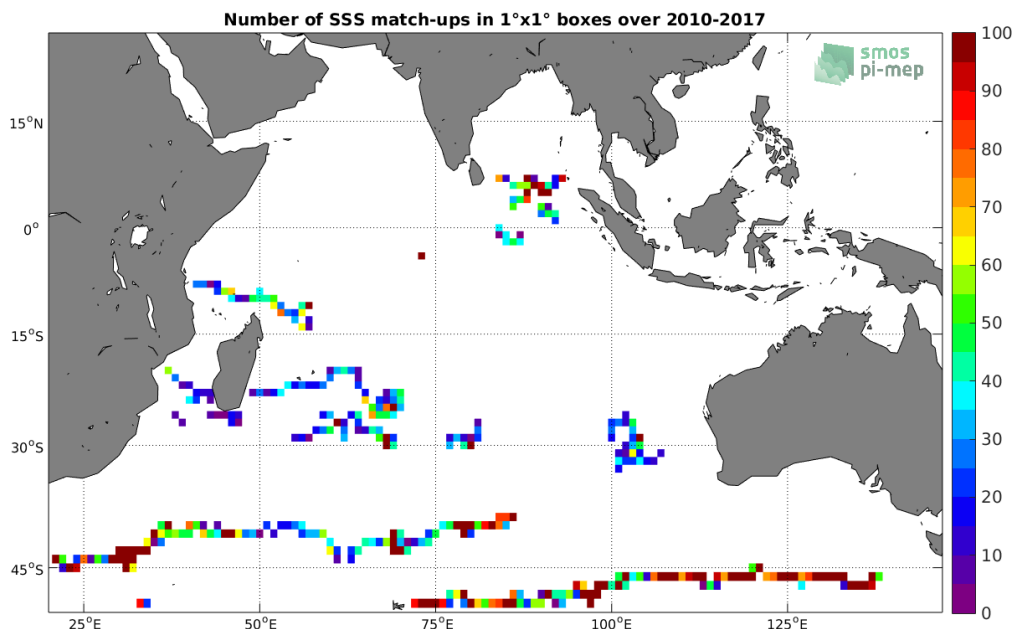 Number of SSS match-ups in 1°x1° boxes over 2010-2017
smos
pi-mep
100
90
80
70
60
50
40
30
20
10
0
15°N
0°
15°S
30°S
45°S
25°E
50°E
75°E
100°E
125°E